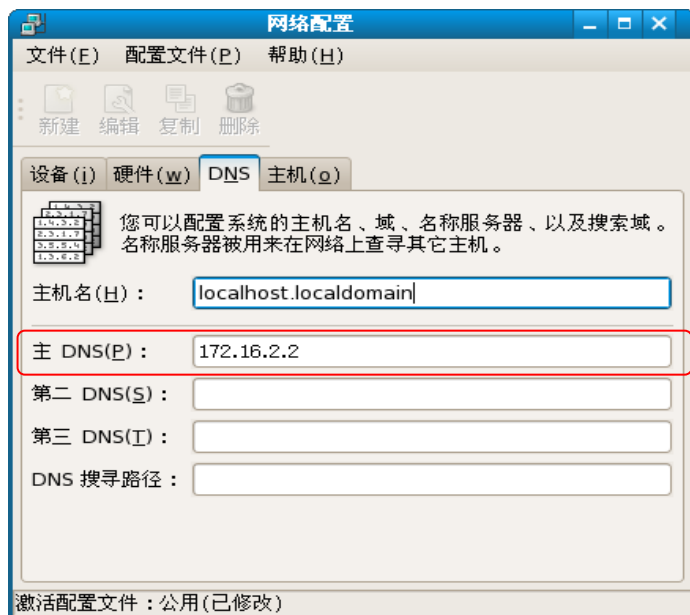 网络配置
文件(F) 配置文件(P) 帮助(H)
新建 编辑 复制 删除
设备(i) 硬件(w) DNS 主机(o)
您可以配置系统的主机名、域、名称服务器、以及搜索域。
名称服务器被用来在网络上查寻其它主机。
主机名(H)： localhost.localdomain
主 DNS(P)： 172.16.2.2
第二 DNS(S)：
第三 DNS(T)：
DNS 搜寻路径：
激活配置文件：公用(已修改)